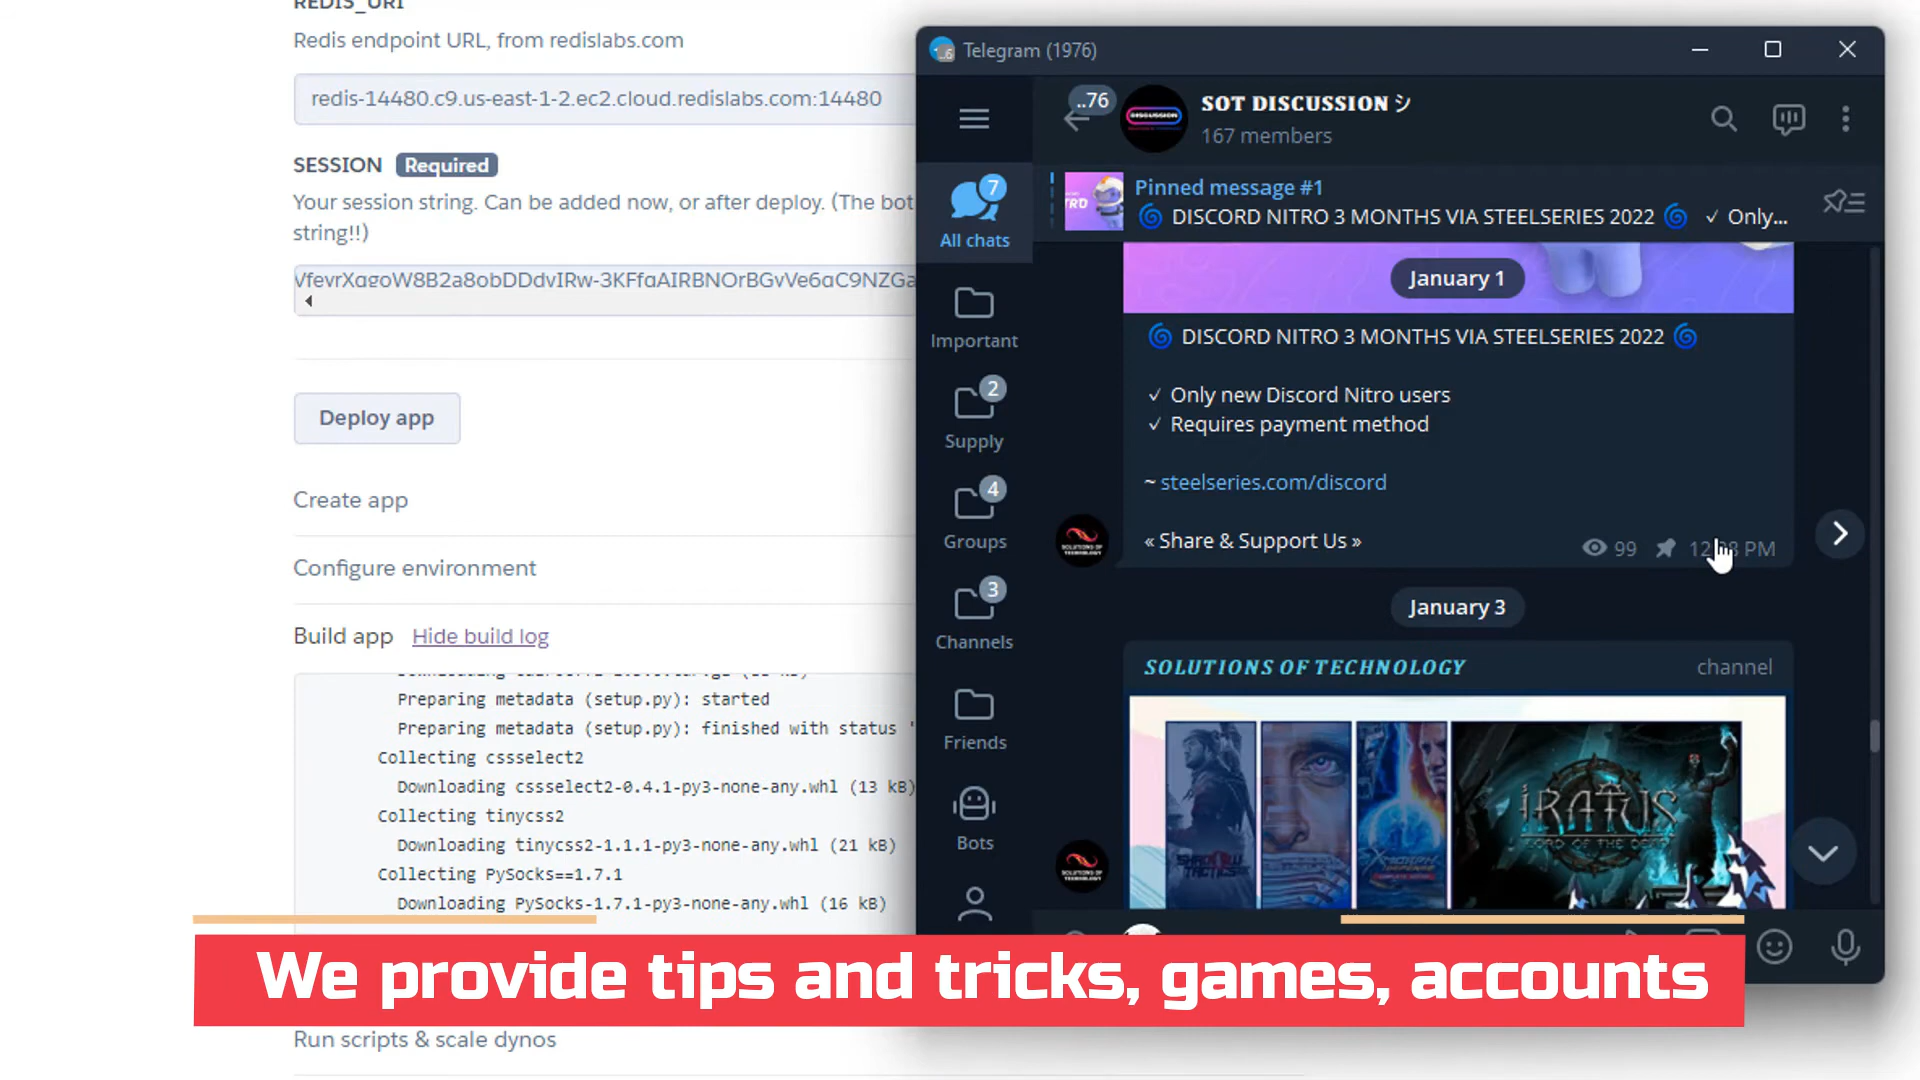 REDIS_URI
Redis endpoint URL, from redislabs.com
redis-14480.c9.us-east-1-2.ec2.cloud.redislabs.com:14480
SESSION Required
Your session string. Can be added now, or after deploy. (The bot
string!!)
VfevrXagoW8B2a8obDDdvIRw-3KFfqAIRBNOrBGvVe6aC9NZGa
Deploy app
Create app
Configure environment
Build app Hide build log
Preparing metadata (setup.py): started
Preparing metadata (setup.py): finished with status '
Collecting cssselect2
Downloading cssselect2-0.4.1-py3-none-any.whl (13 kB)
Collecting tinycss2
Downloading tinycss2-1.1.1-py3-none-any.whl (21 kB)
Collecting PySocks==1.7.1
Downloading PySocks-1.7.1-py3-none-any.whl (16 kB)
Run scripts & scale dynos
Telegram (1976)
..76
SOT DISCUSSION シ
167 members
Pinned message #1
DISCORD NITRO 3 MONTHS VIA STEELSERIES 2022 ✓ Only...
7
All chats
Important
2
Supply
4
Groups
3
Channels
Friends
Bots
January 1
DISCORD NITRO 3 MONTHS VIA STEELSERIES 2022
✓ Only new Discord Nitro users
✓ Requires payment method
~ steelseries.com/discord
« Share & Support Us »
99
PM
January 3
SOLUTIONS OF TECHNOLOGY channel
IRATUS
LORD OF THE DEAD
We provide tips and tricks, games, accounts